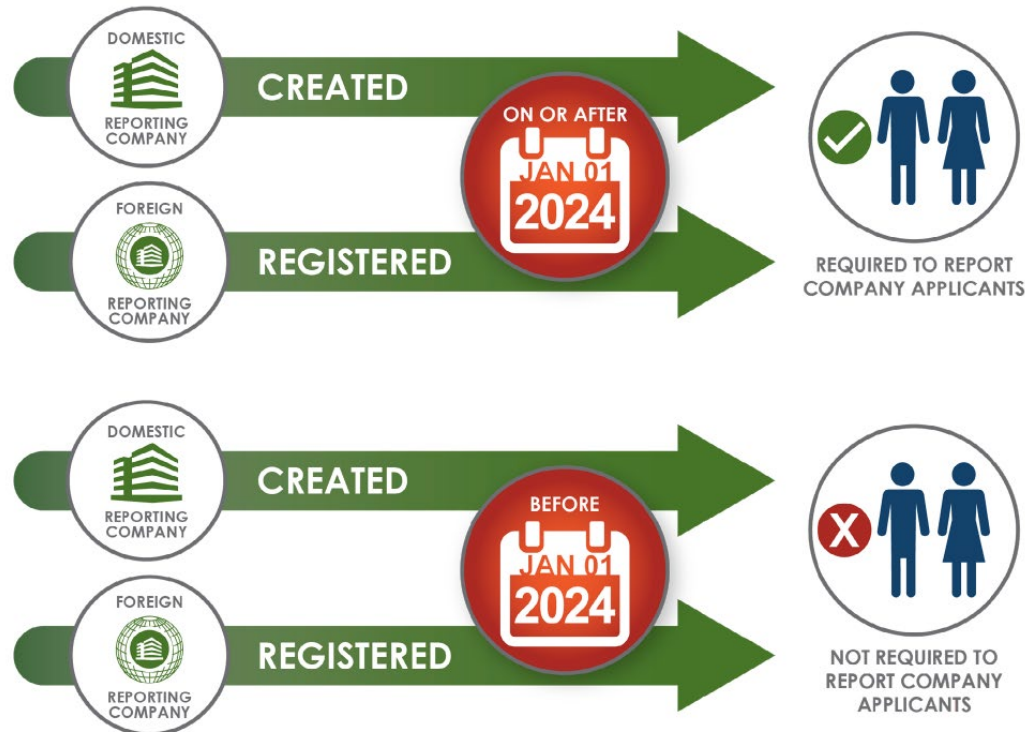 DOMESTIC
REPORTING
COMPANY
CREATED
ON OR AFTER
JAN 01
2024
FOREIGN
REPORTING
COMPANY
REGISTERED
REQUIRED TO REPORT
COMPANY APPLICANTS
DOMESTIC
REPORTING
COMPANY
CREATED
BEFORE
JAN 01
2024
FOREIGN
REPORTING
COMPANY
REGISTERED
X
NOT REQUIRED TO
REPORT COMPANY
APPLICANTS